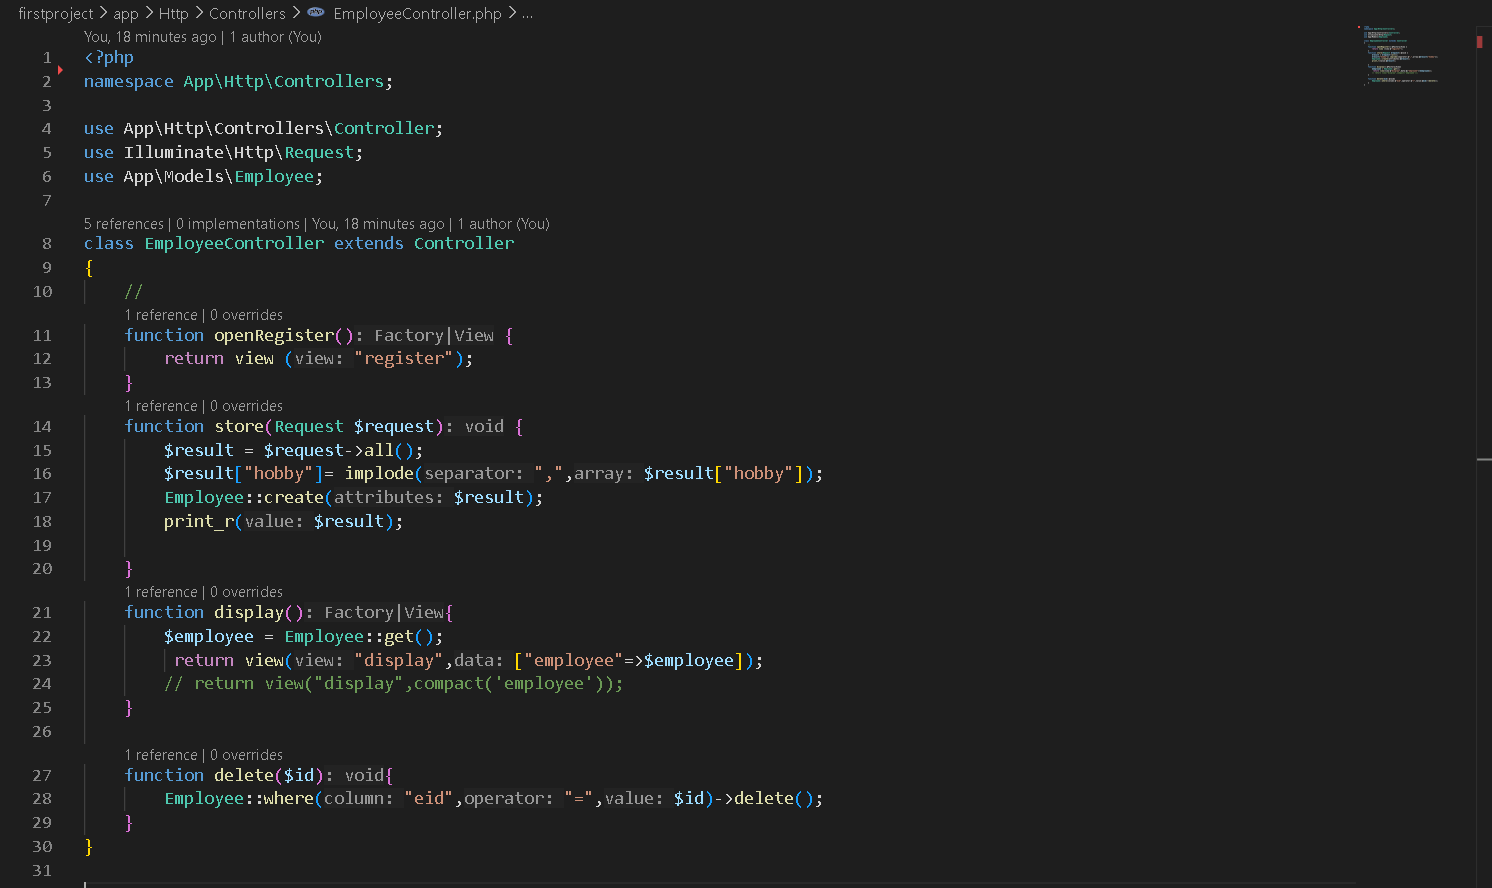 firstproject > app > Http > Controllers > php EmployeeController.php > ...
You, 18 minutes ago | 1 author (You)
1 <?php
2 namespace App\Http\Controllers;
3
4 use App\Http\Controllers\Controller;
5 use Illuminate\Http\Request;
6 use App\Models\Employee;
7
5 references | 0 implementations | You, 18 minutes ago | 1 author (You)
8 class EmployeeController extends Controller
9 {
10     //
1 reference | 0 overrides
11     function openRegister(): Factory|View {
12         return view (view: "register");
13     }
1 reference | 0 overrides
14     function store(Request $request): void {
15         $result = $request->all();
16         $result["hobby"]= implode(separator: ",",array: $result["hobby"]);
17         Employee::create(attributes: $result);
18         print_r(value: $result);
19
20     }
1 reference | 0 overrides
21     function display(): Factory|View{
22         $employee = Employee::get();
23          return view(view: "display",data: ["employee"=>$employee]);
24         // return view("display",compact('employee'));
25     }
26
1 reference | 0 overrides
27     function delete($id): void{
28         Employee::where(column: "eid",operator: "=",value: $id)->delete();
29     }
30 }
31